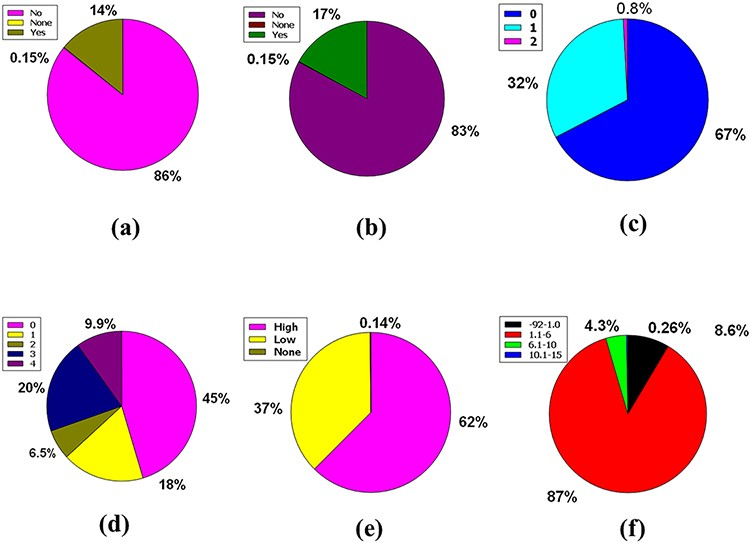 No
None
Yes
14%
0.15%
86%
(a)
No
None
Yes
17%
0.15%
83%
(b)
0
1
2
0.8%
32%
67%
(c)
0
1
2
3
4
9.9%
20%
45%
6.5%
18%
(d)
High
Low
None
0.14%
37%
62%
(e)
-92-1.0
1.1-6
6.1-10
10.1-15
4.3%
0.26%
8.6%
87%
(f)